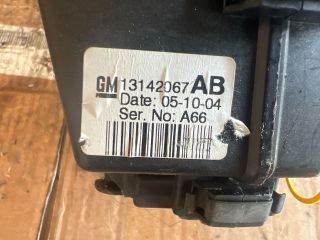 GM 13142067 AB
Date: 05-10-04
Ser. No: A66